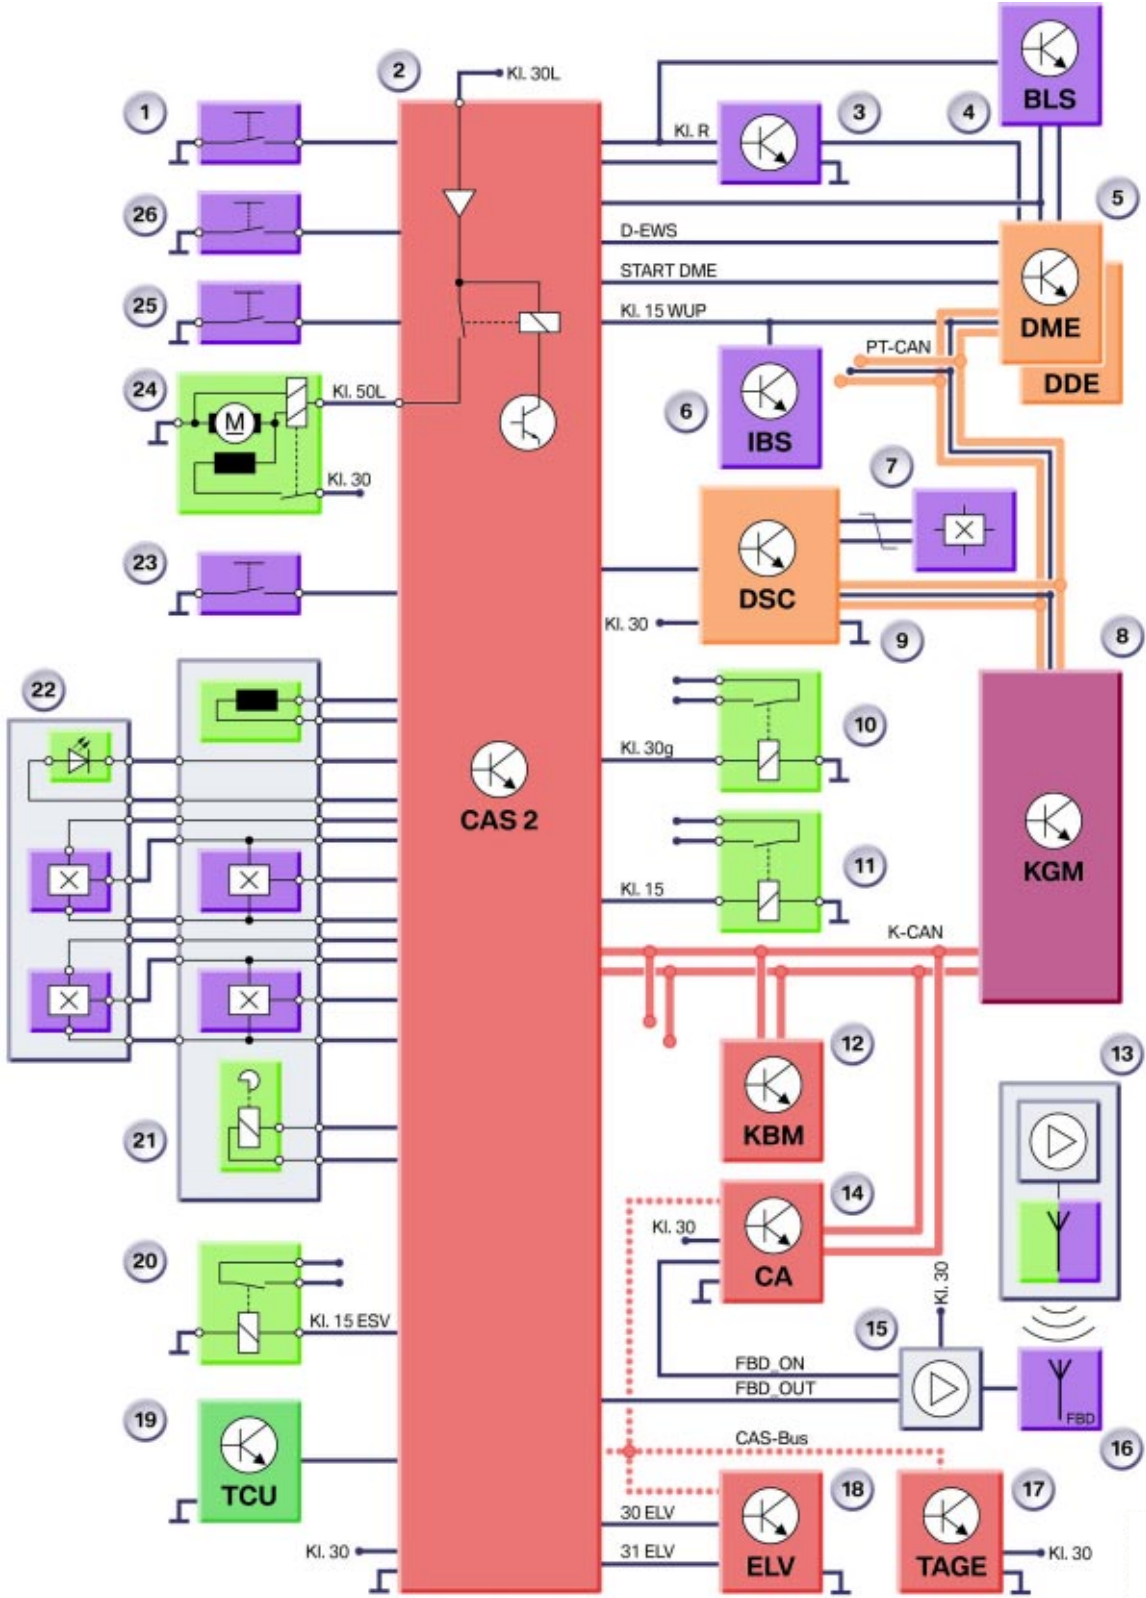 2
Kl. 30L
BLS
1
Kl. R
3
4
26
5
D-EWS
START DME
25
Kl. 15 WUP
DME
PT-CAN
DDE
24
M
Kl. 50L
6
IBS
Kl. 30
7
23
DSC
Kl. 30
9
8
22
10
Kl. 30g
CAS 2
KGM
11
Kl. 15
K-CAN
12
13
KBM
21
14
Kl. 30
CA
20
Kl. 30
Kl. 15 ESV
15
FBD_ON
FBD_OUT
FBD
19
16
CAS-Bus
TCU
18
17
30 ELV
Kl. 30
31 ELV
ELV
TAGE
Kl. 30